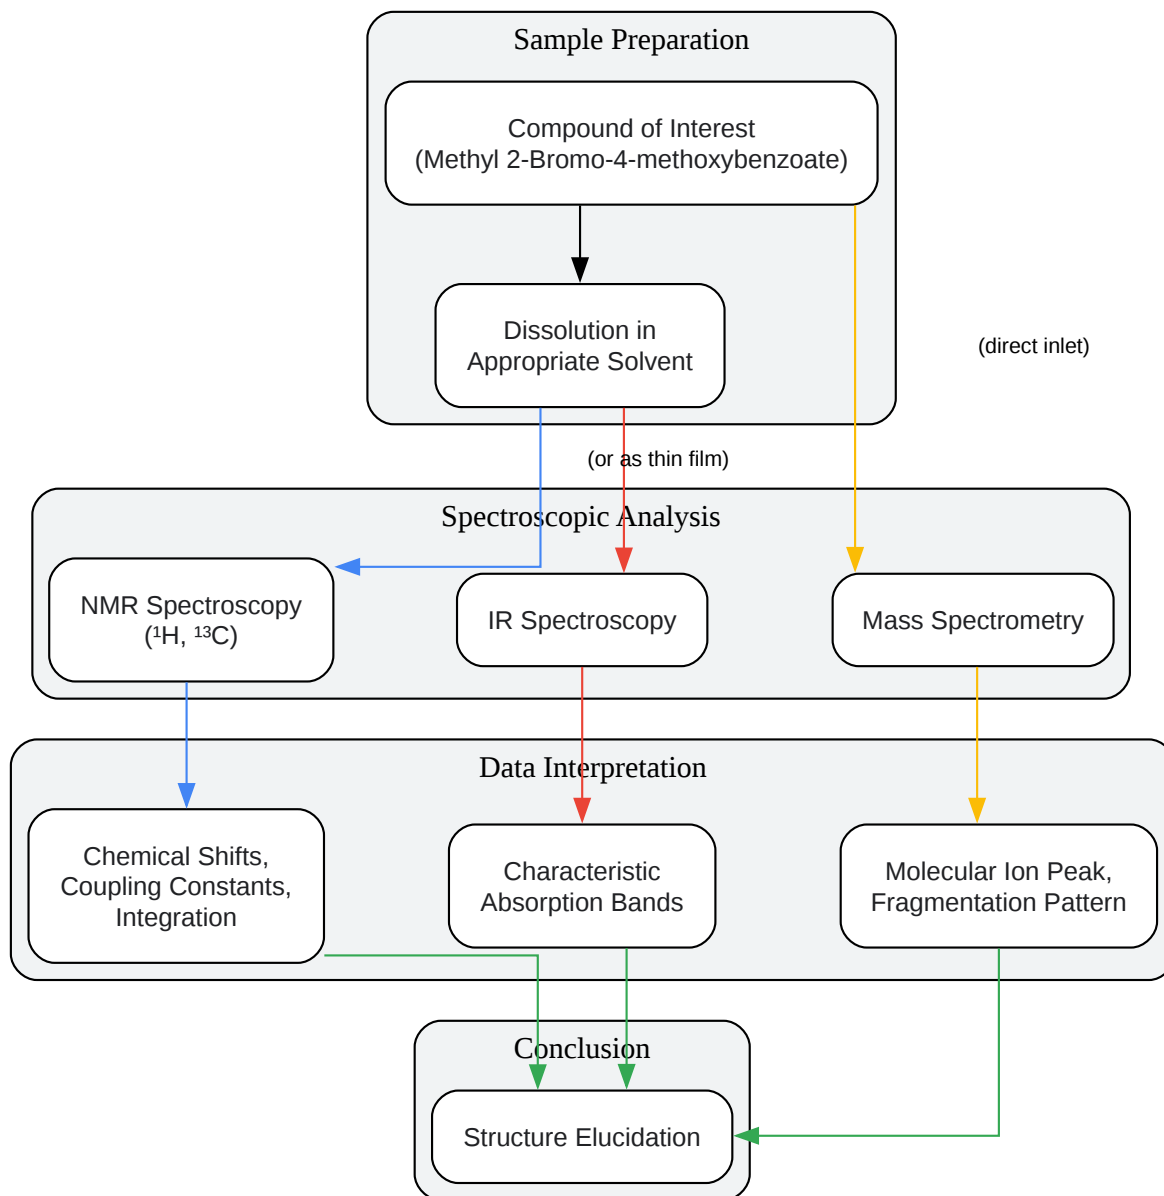 Sample Preparation
Compound of Interest
(Methyl 2-Bromo-4-methoxybenzoate)
Dissolution in
Appropriate Solvent
(direct inlet)
(or as thin film)
Spectroscopic Analysis
NMR Spectroscopy
(¹H, ¹³C)
IR Spectroscopy
Mass Spectrometry
Data Interpretation
Chemical Shifts,
Coupling Constants,
Integration
Characteristic
Absorption Bands
Molecular Ion Peak,
Fragmentation Pattern
Conclusion
Structure Elucidation